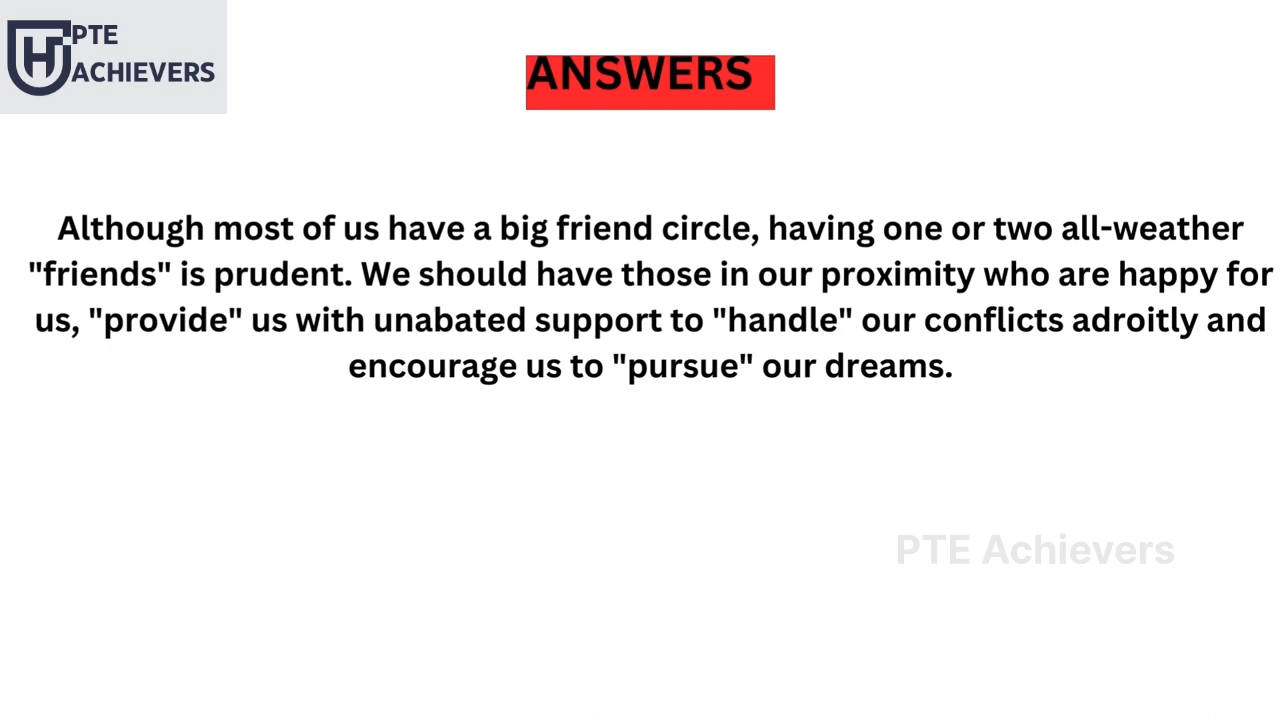 PTE
ACHIEVERS
ANSWERS
Although most of us have a big friend circle, having one or two all-weather
"friends" is prudent. We should have those in our proximity who are happy for
us, "provide" us with unabated support to "handle" our conflicts adroitly and
encourage us to "pursue" our dreams.
PTE Achievers